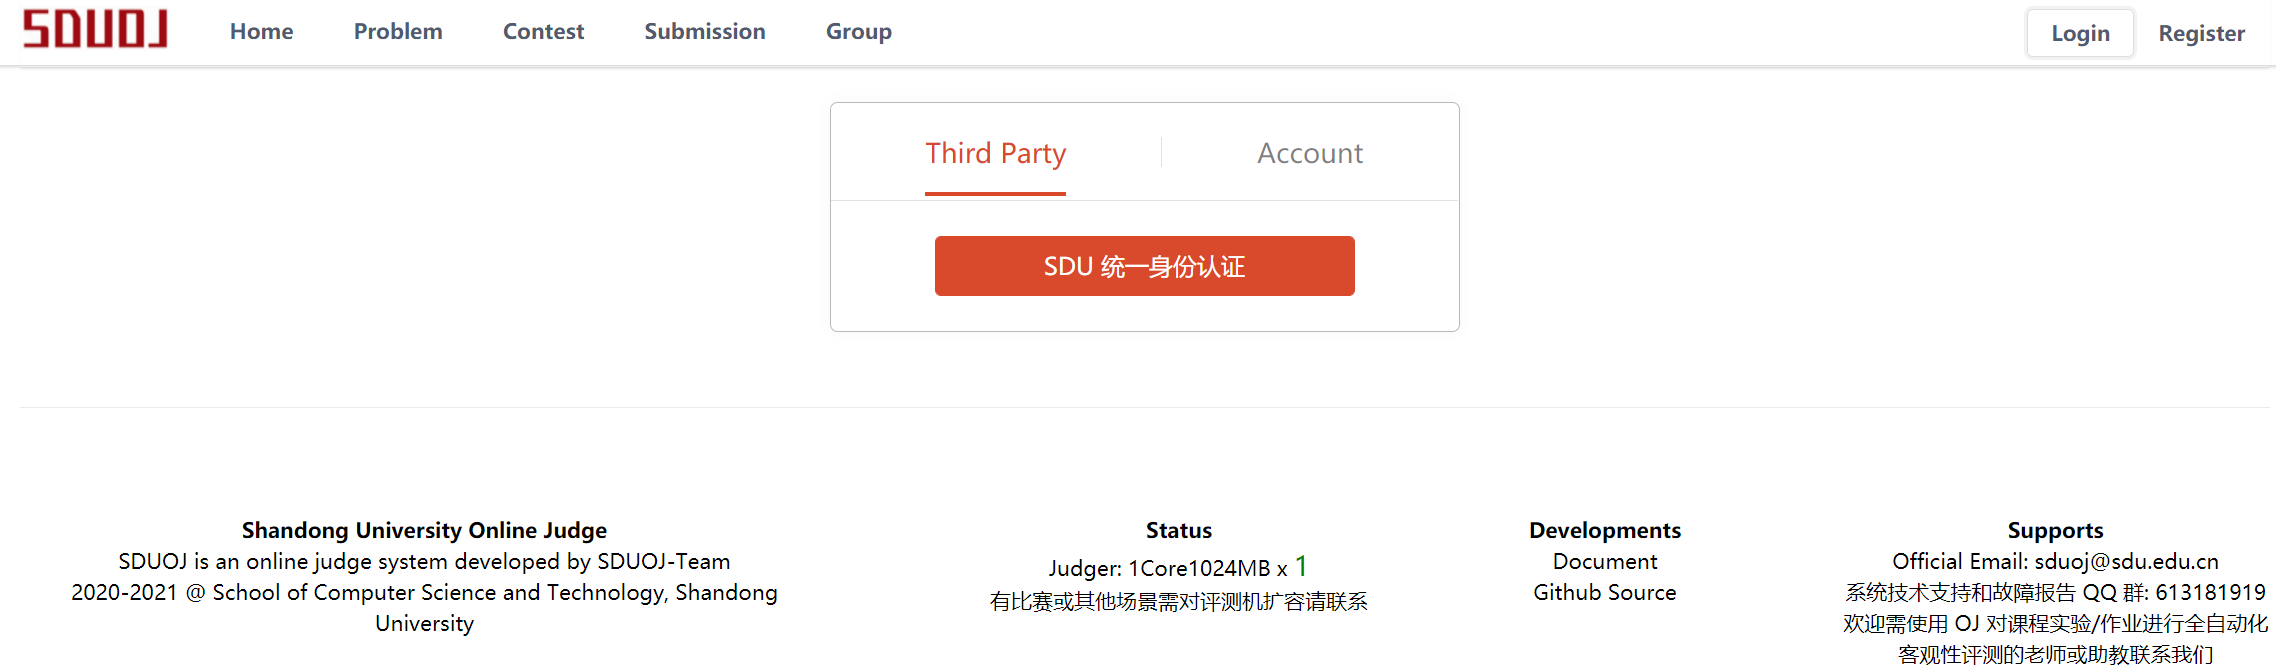 SDUOJ
Home Problem Contest Submission Group Login Register
Third Party Account
SDU 统一身份认证
Shandong University Online Judge
SDUOJ is an online judge system developed by SDUOJ-Team
2020-2021 @ School of Computer Science and Technology, Shandong
University
Status
Judger: 1Core1024MB x 1
有比赛或其他场景需对评测机扩容请联系
Developments
Document
Github Source
Supports
Official Email: sduoj@sdu.edu.cn
系统技术支持和故障报告 QQ 群: 613181919
欢迎需使用 OJ 对课程实验/作业进行全自动化
客观性评测的老师或助教联系我们